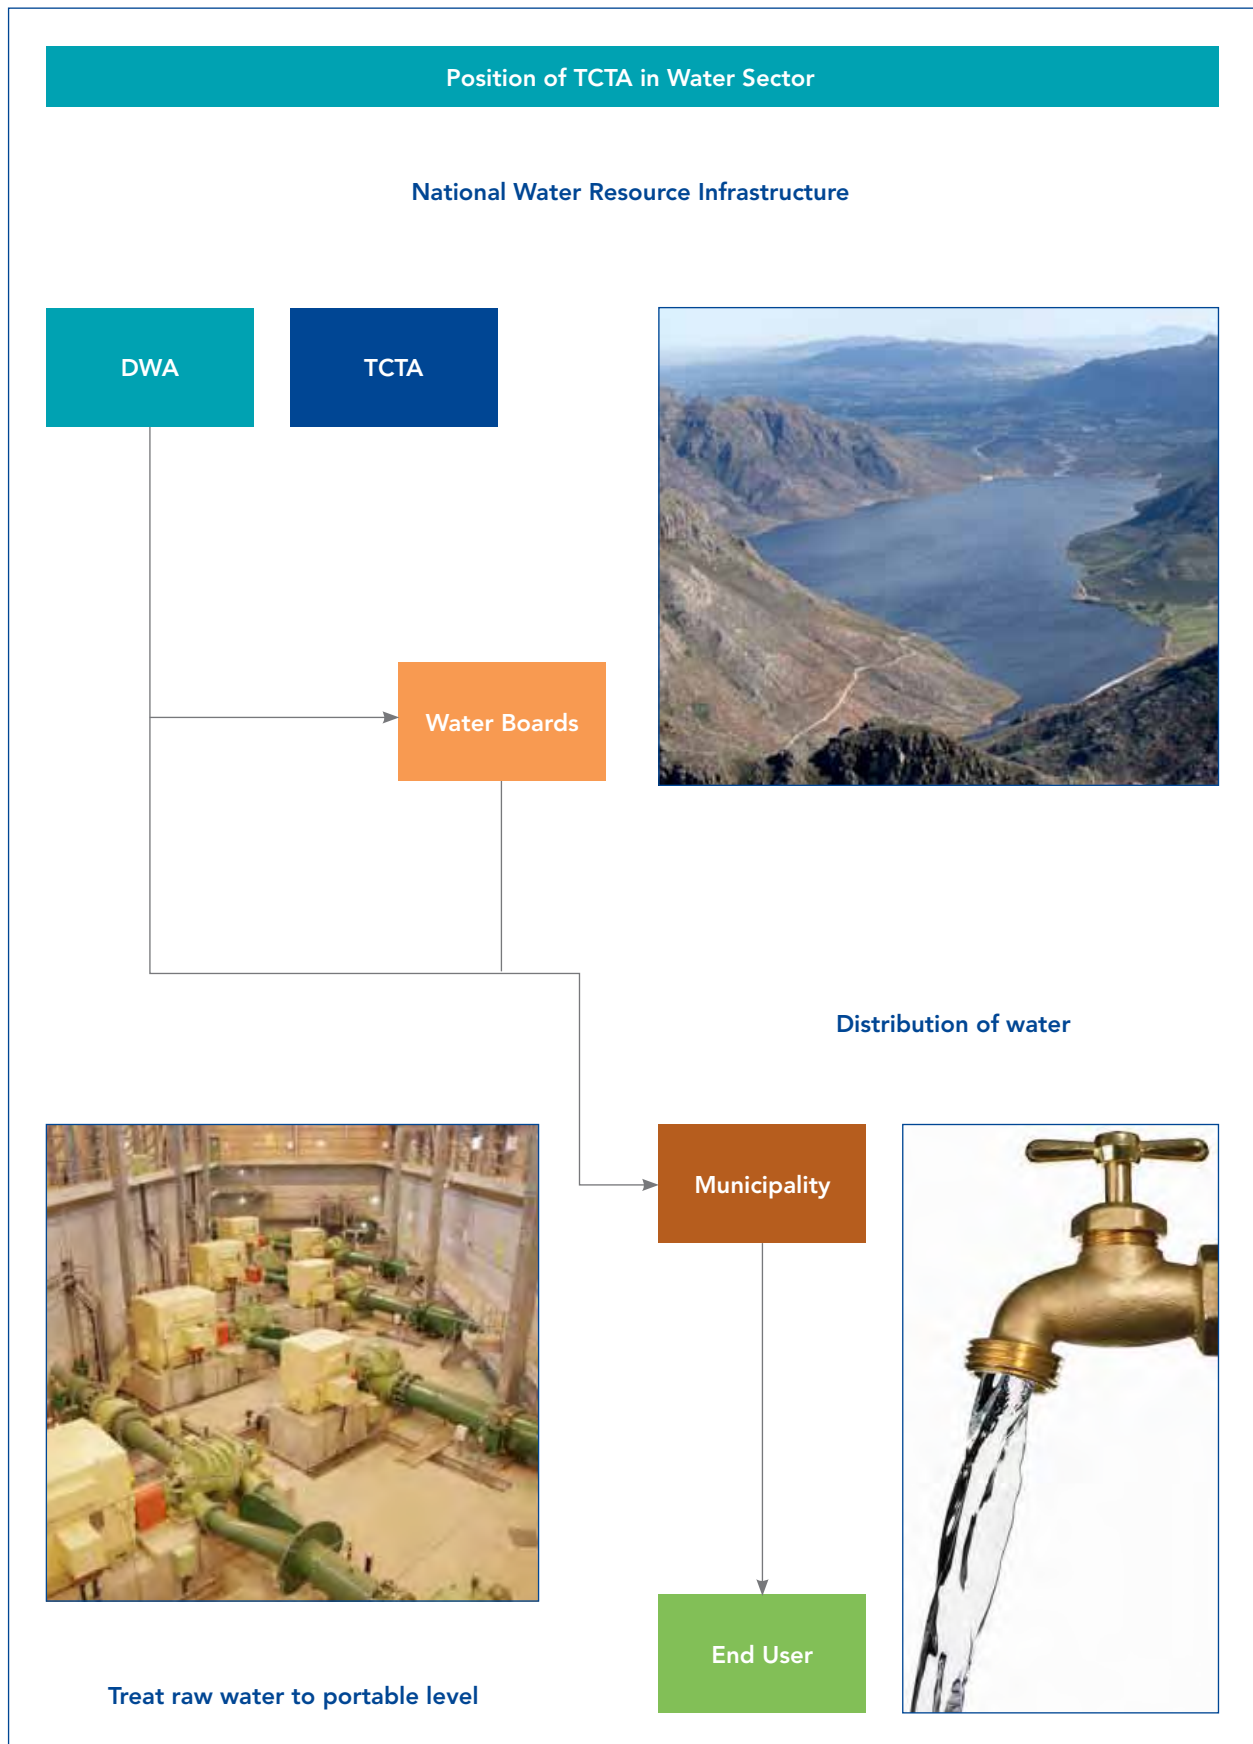 Position of TCTA in Water Sector
National Water Resource Infrastructure
DWA
TCTA
Water Boards
Distribution of water
Municipality
End User
Treat raw water to portable level